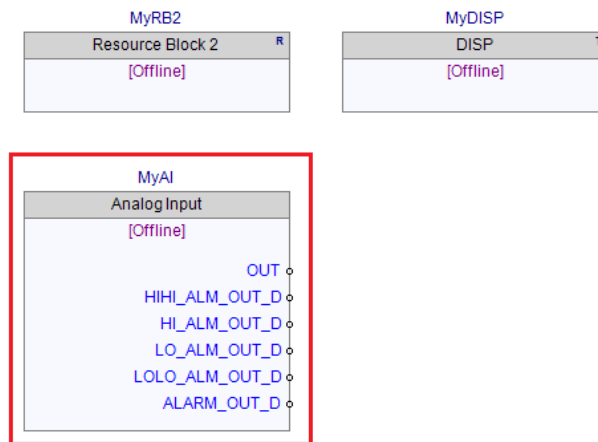 MyRB2
Resource Block 2 R
[Offline]
MyDISP
DISP
[Offline]
MyAI
Analog Input
[Offline]
OUT
HIHI_ALM_OUT_D
HI_ALM_OUT_D
LO_ALM_OUT_D
LOLO_ALM_OUT_D
ALARM_OUT_D